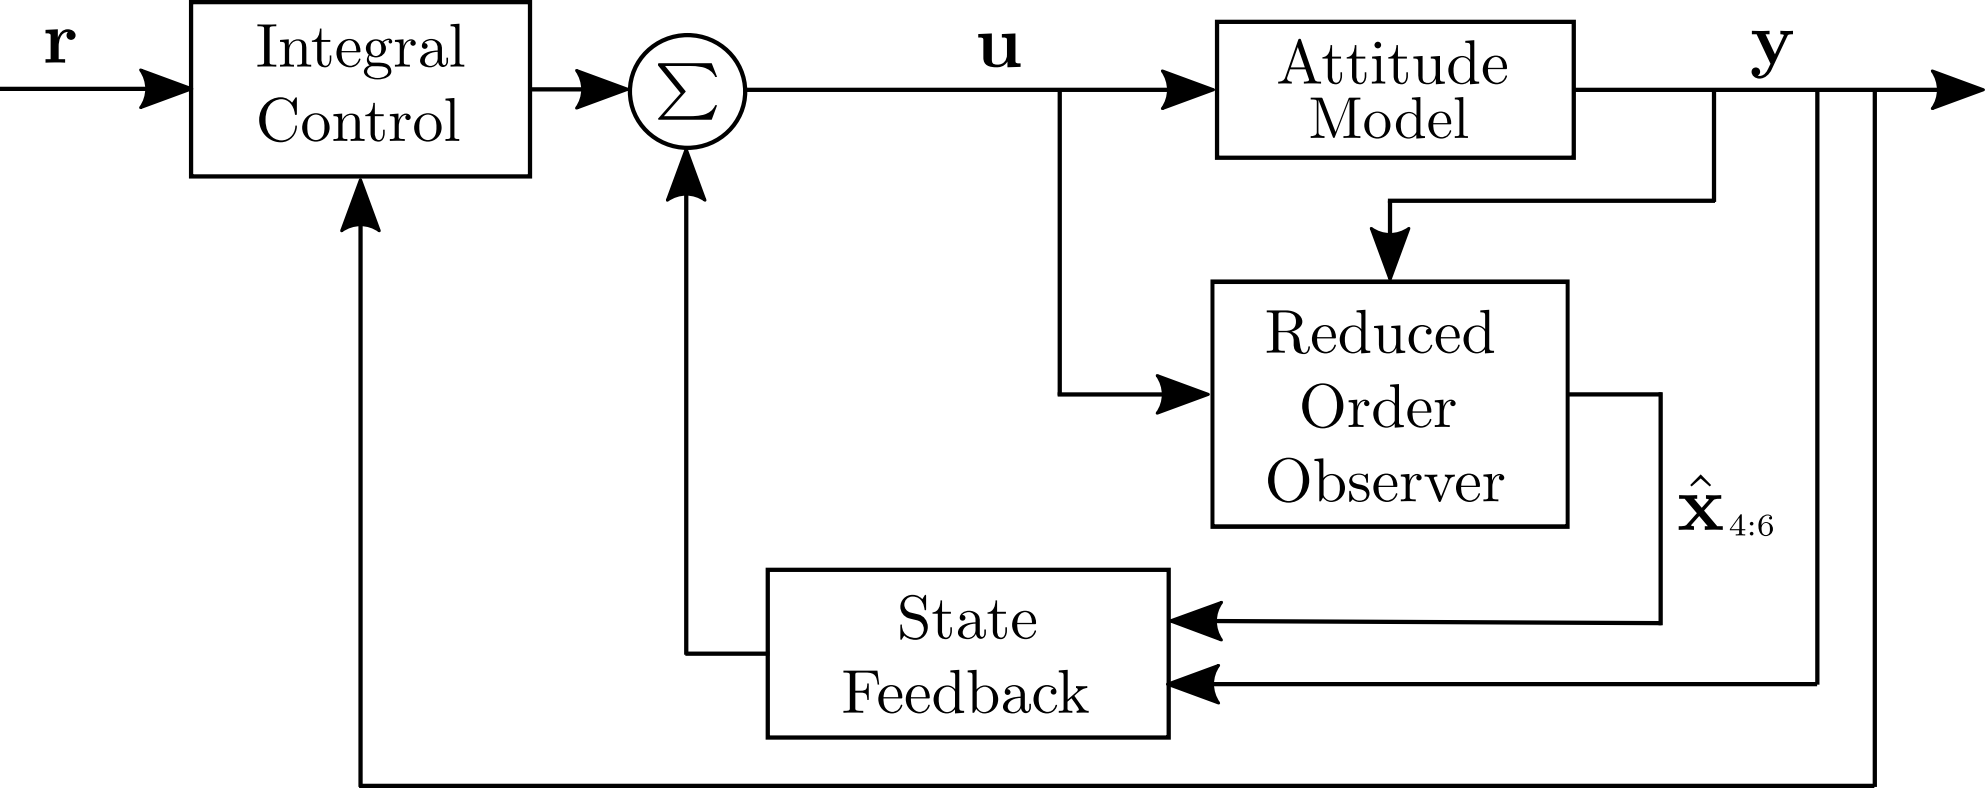 r
Integral
Control
∑
u
Attitude
Model
y
Reduced
Order
Observer
x̂4:6
State
Feedback